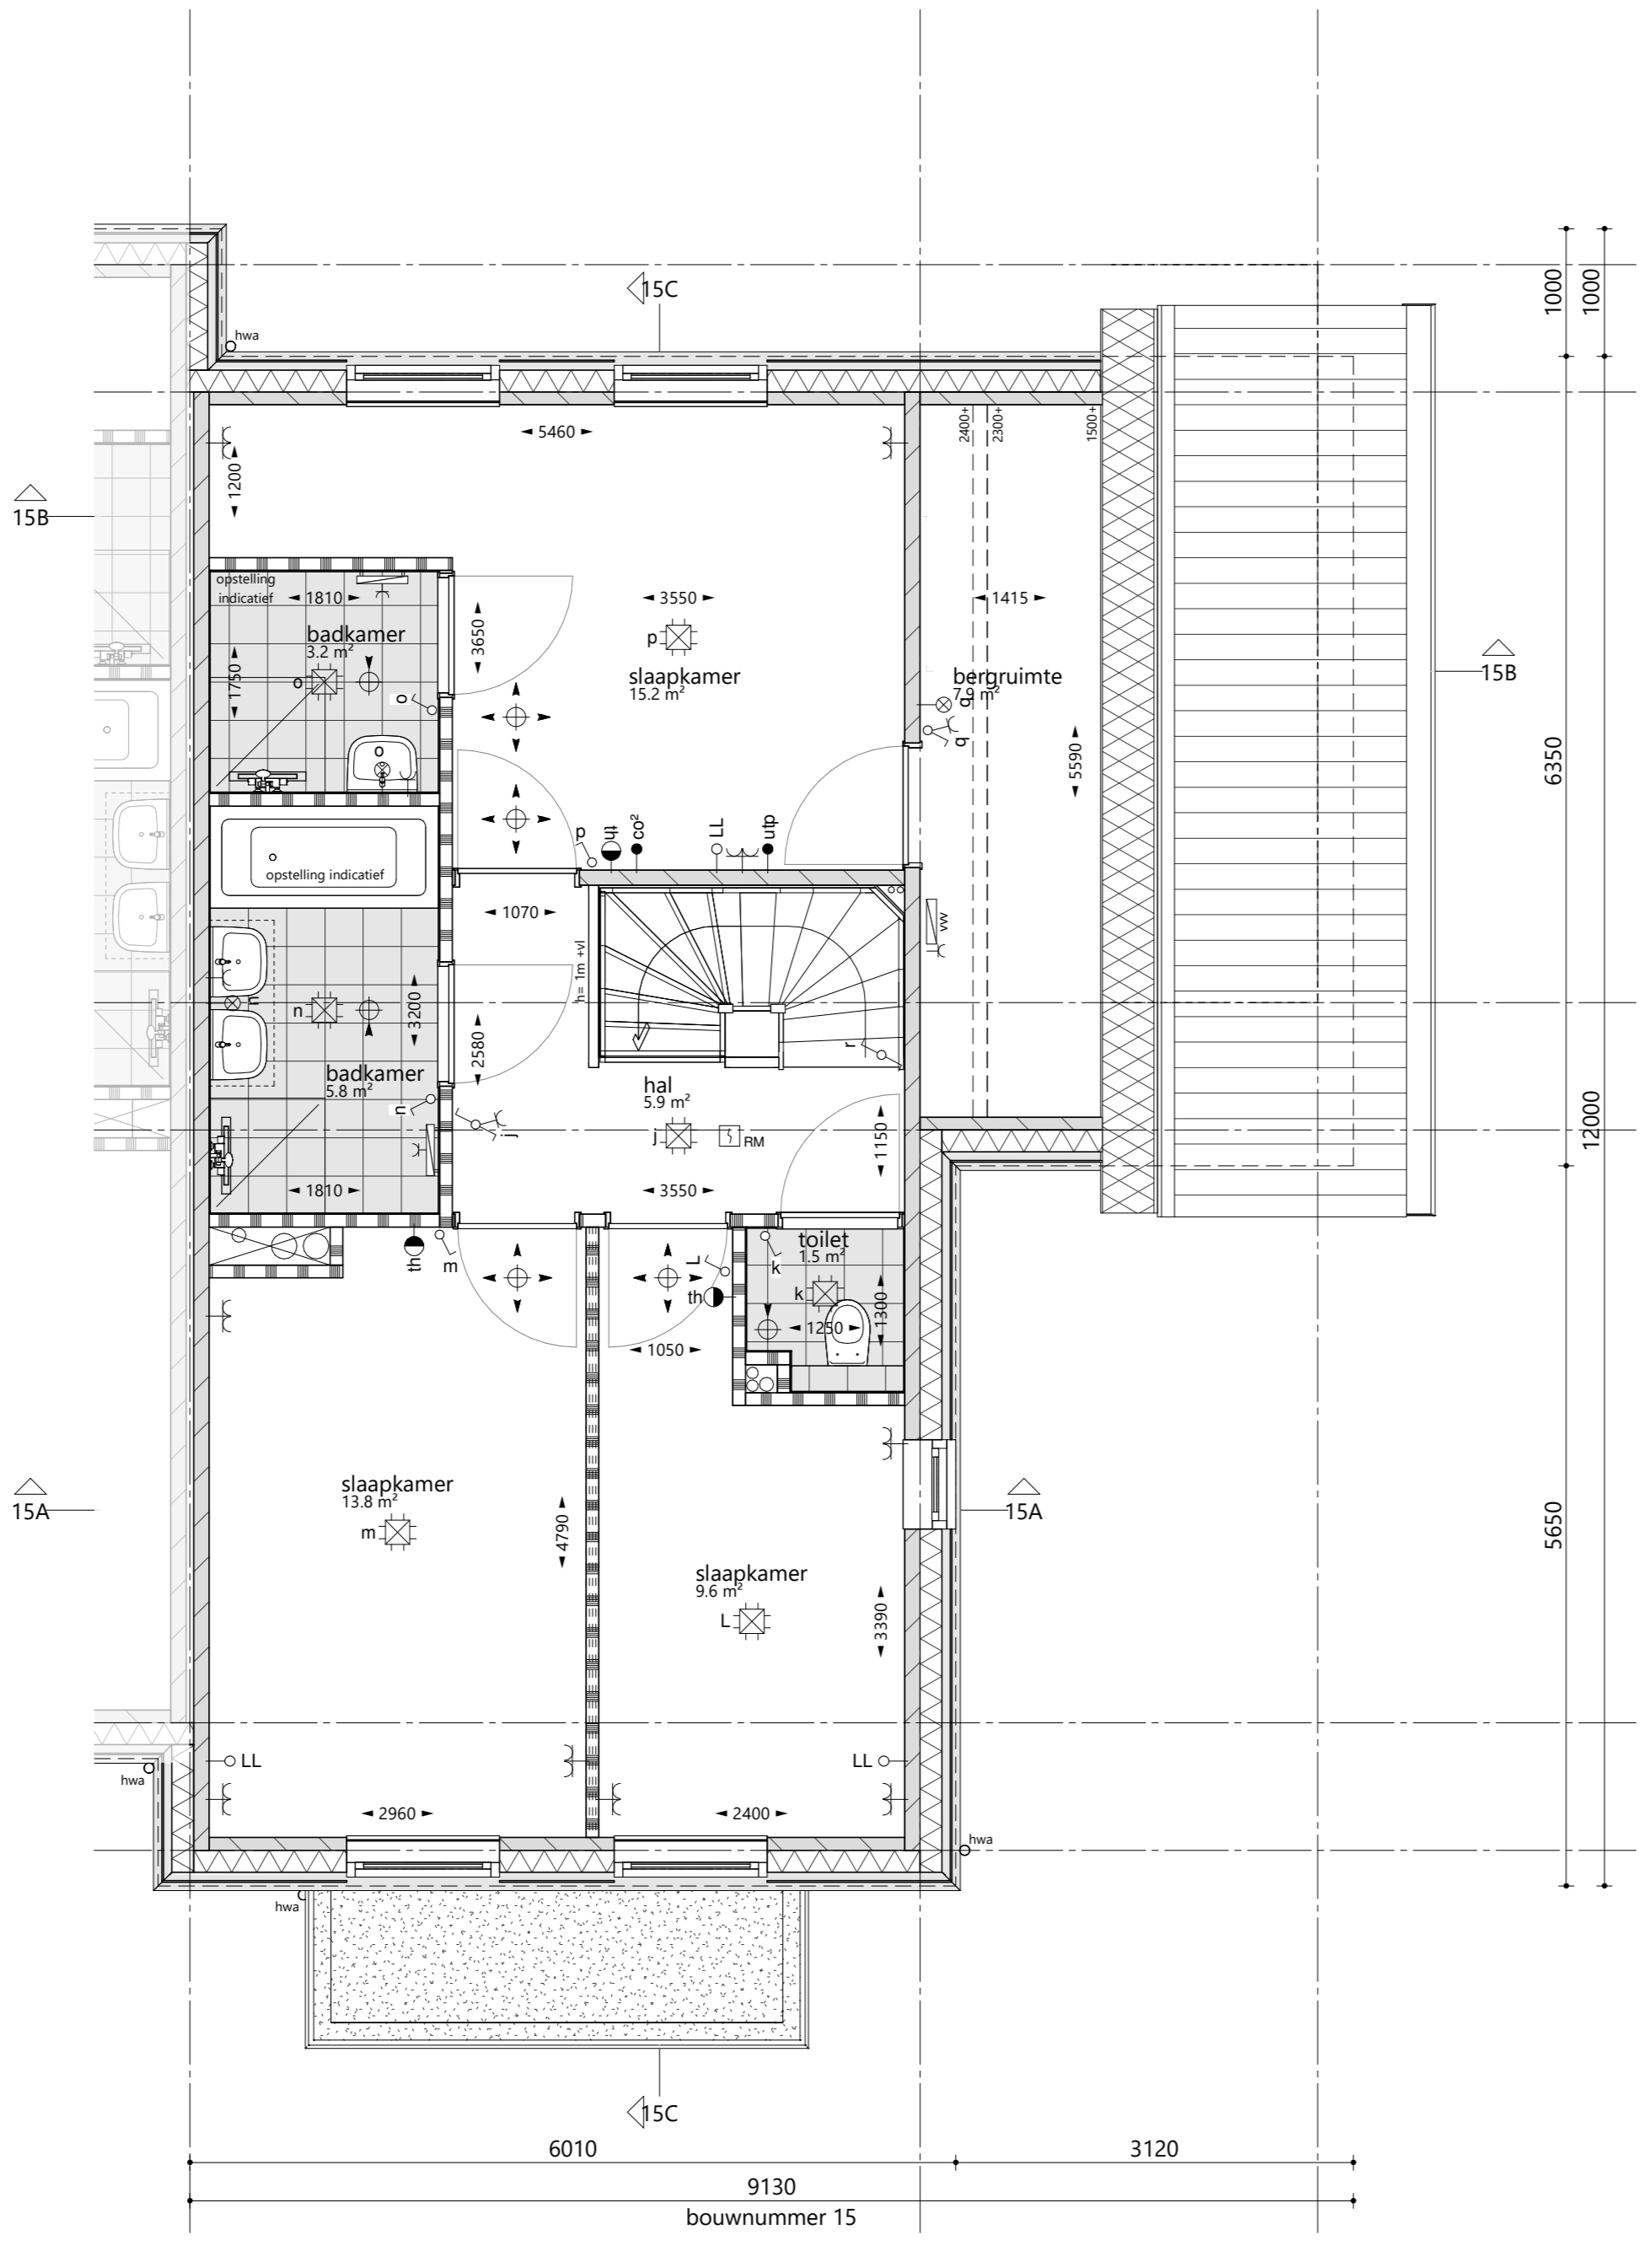 15C
1000
1000
hwa
5460
2400+
2300+
1500+
1200
15B
opstelling
indicatief
1810
3650
3550
1415
badkamer
3.2 m²
p
slaapkamer
15.2 m²
bergruimte
7.9 m²
15B
o
1750
o
q
q
5590
6350
p
th
co²
LL
utp
opstelling indicatief
1070
h= 1m +vl
vv
n
n
3200
2580
r
badkamer
5.8 m²
hal
5.9 m²
n
j
j
RM
1150
12000
1810
3550
th
m
L
th
toilet
1.5 m²
k
k
1250
1300
1050
slaapkamer
13.8 m²
m
4790
15A
15A
5650
slaapkamer
9.6 m²
L
3390
LL
LL
hwa
2960
2400
hwa
hwa
15C
6010
3120
9130
bouwnummer 15